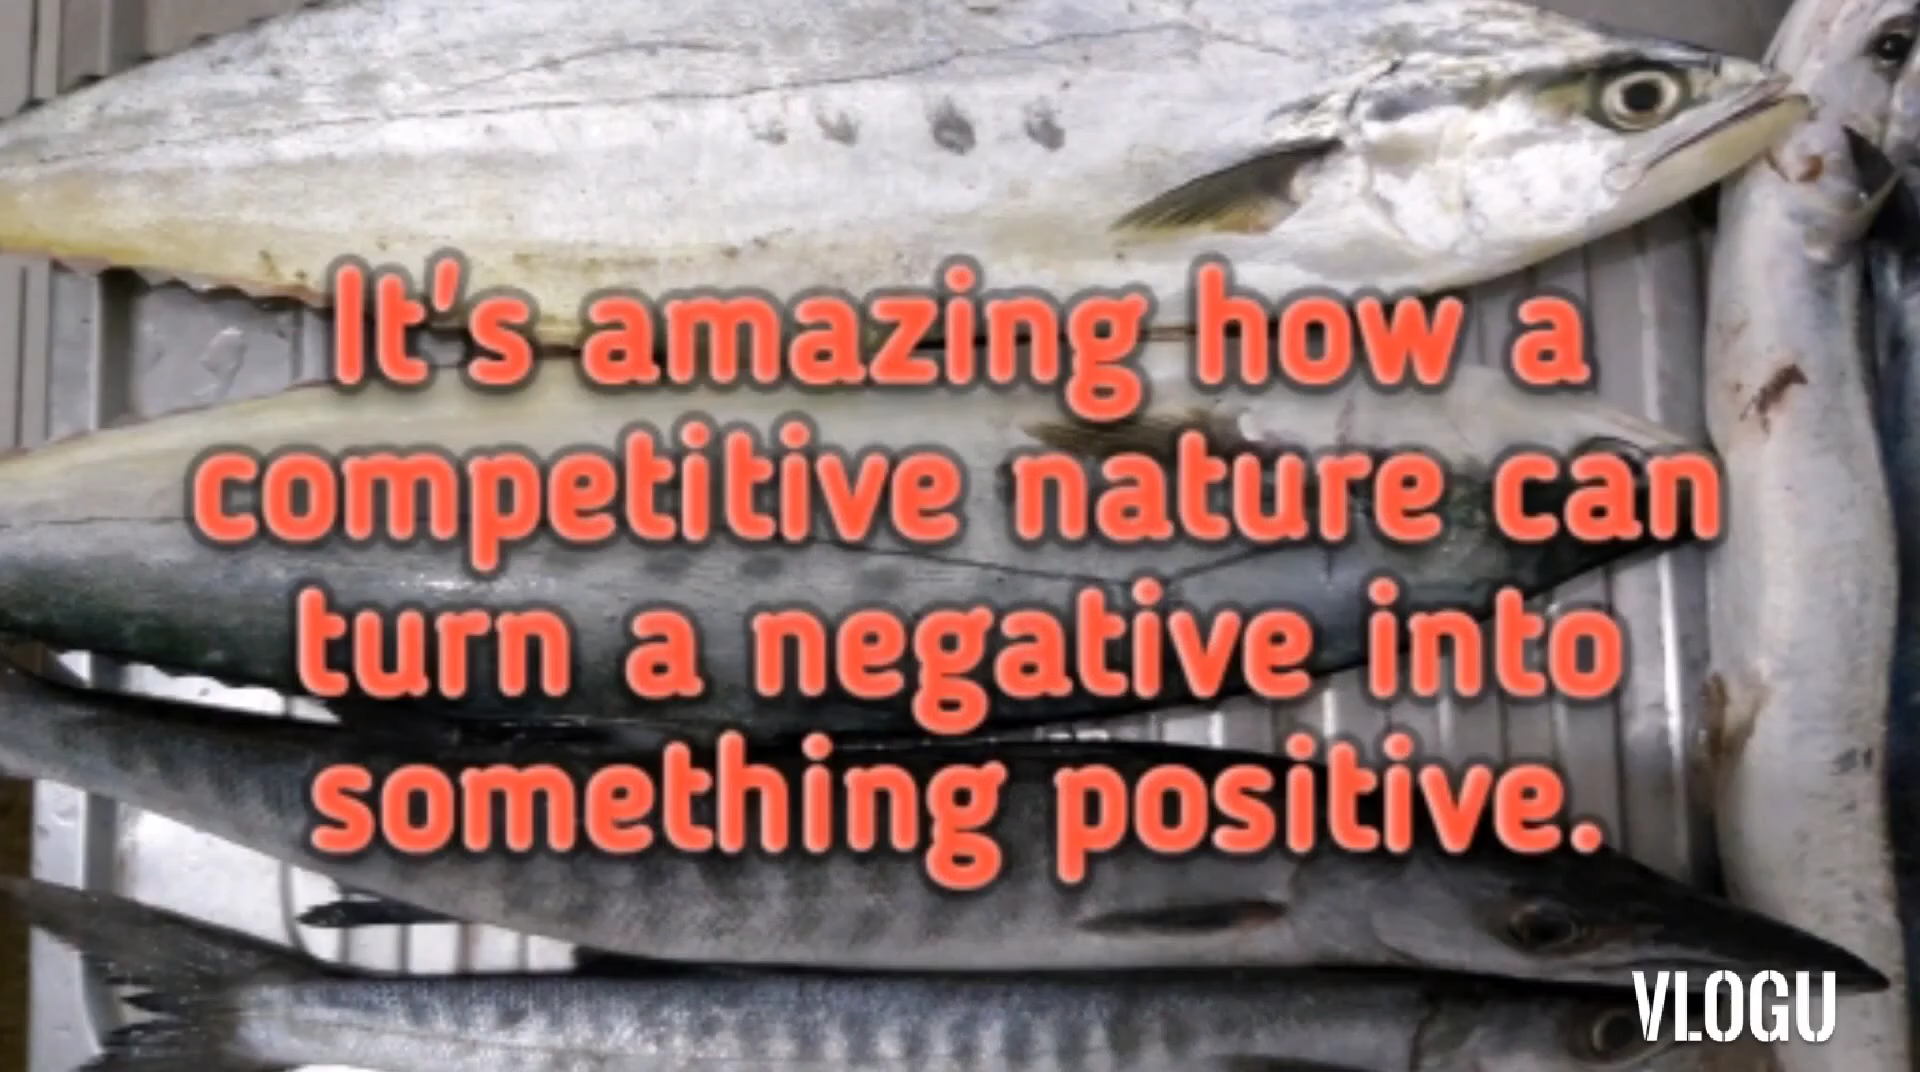 It's amazing how a
competitive nature can
turn a negative into
something positive.
VLOGU